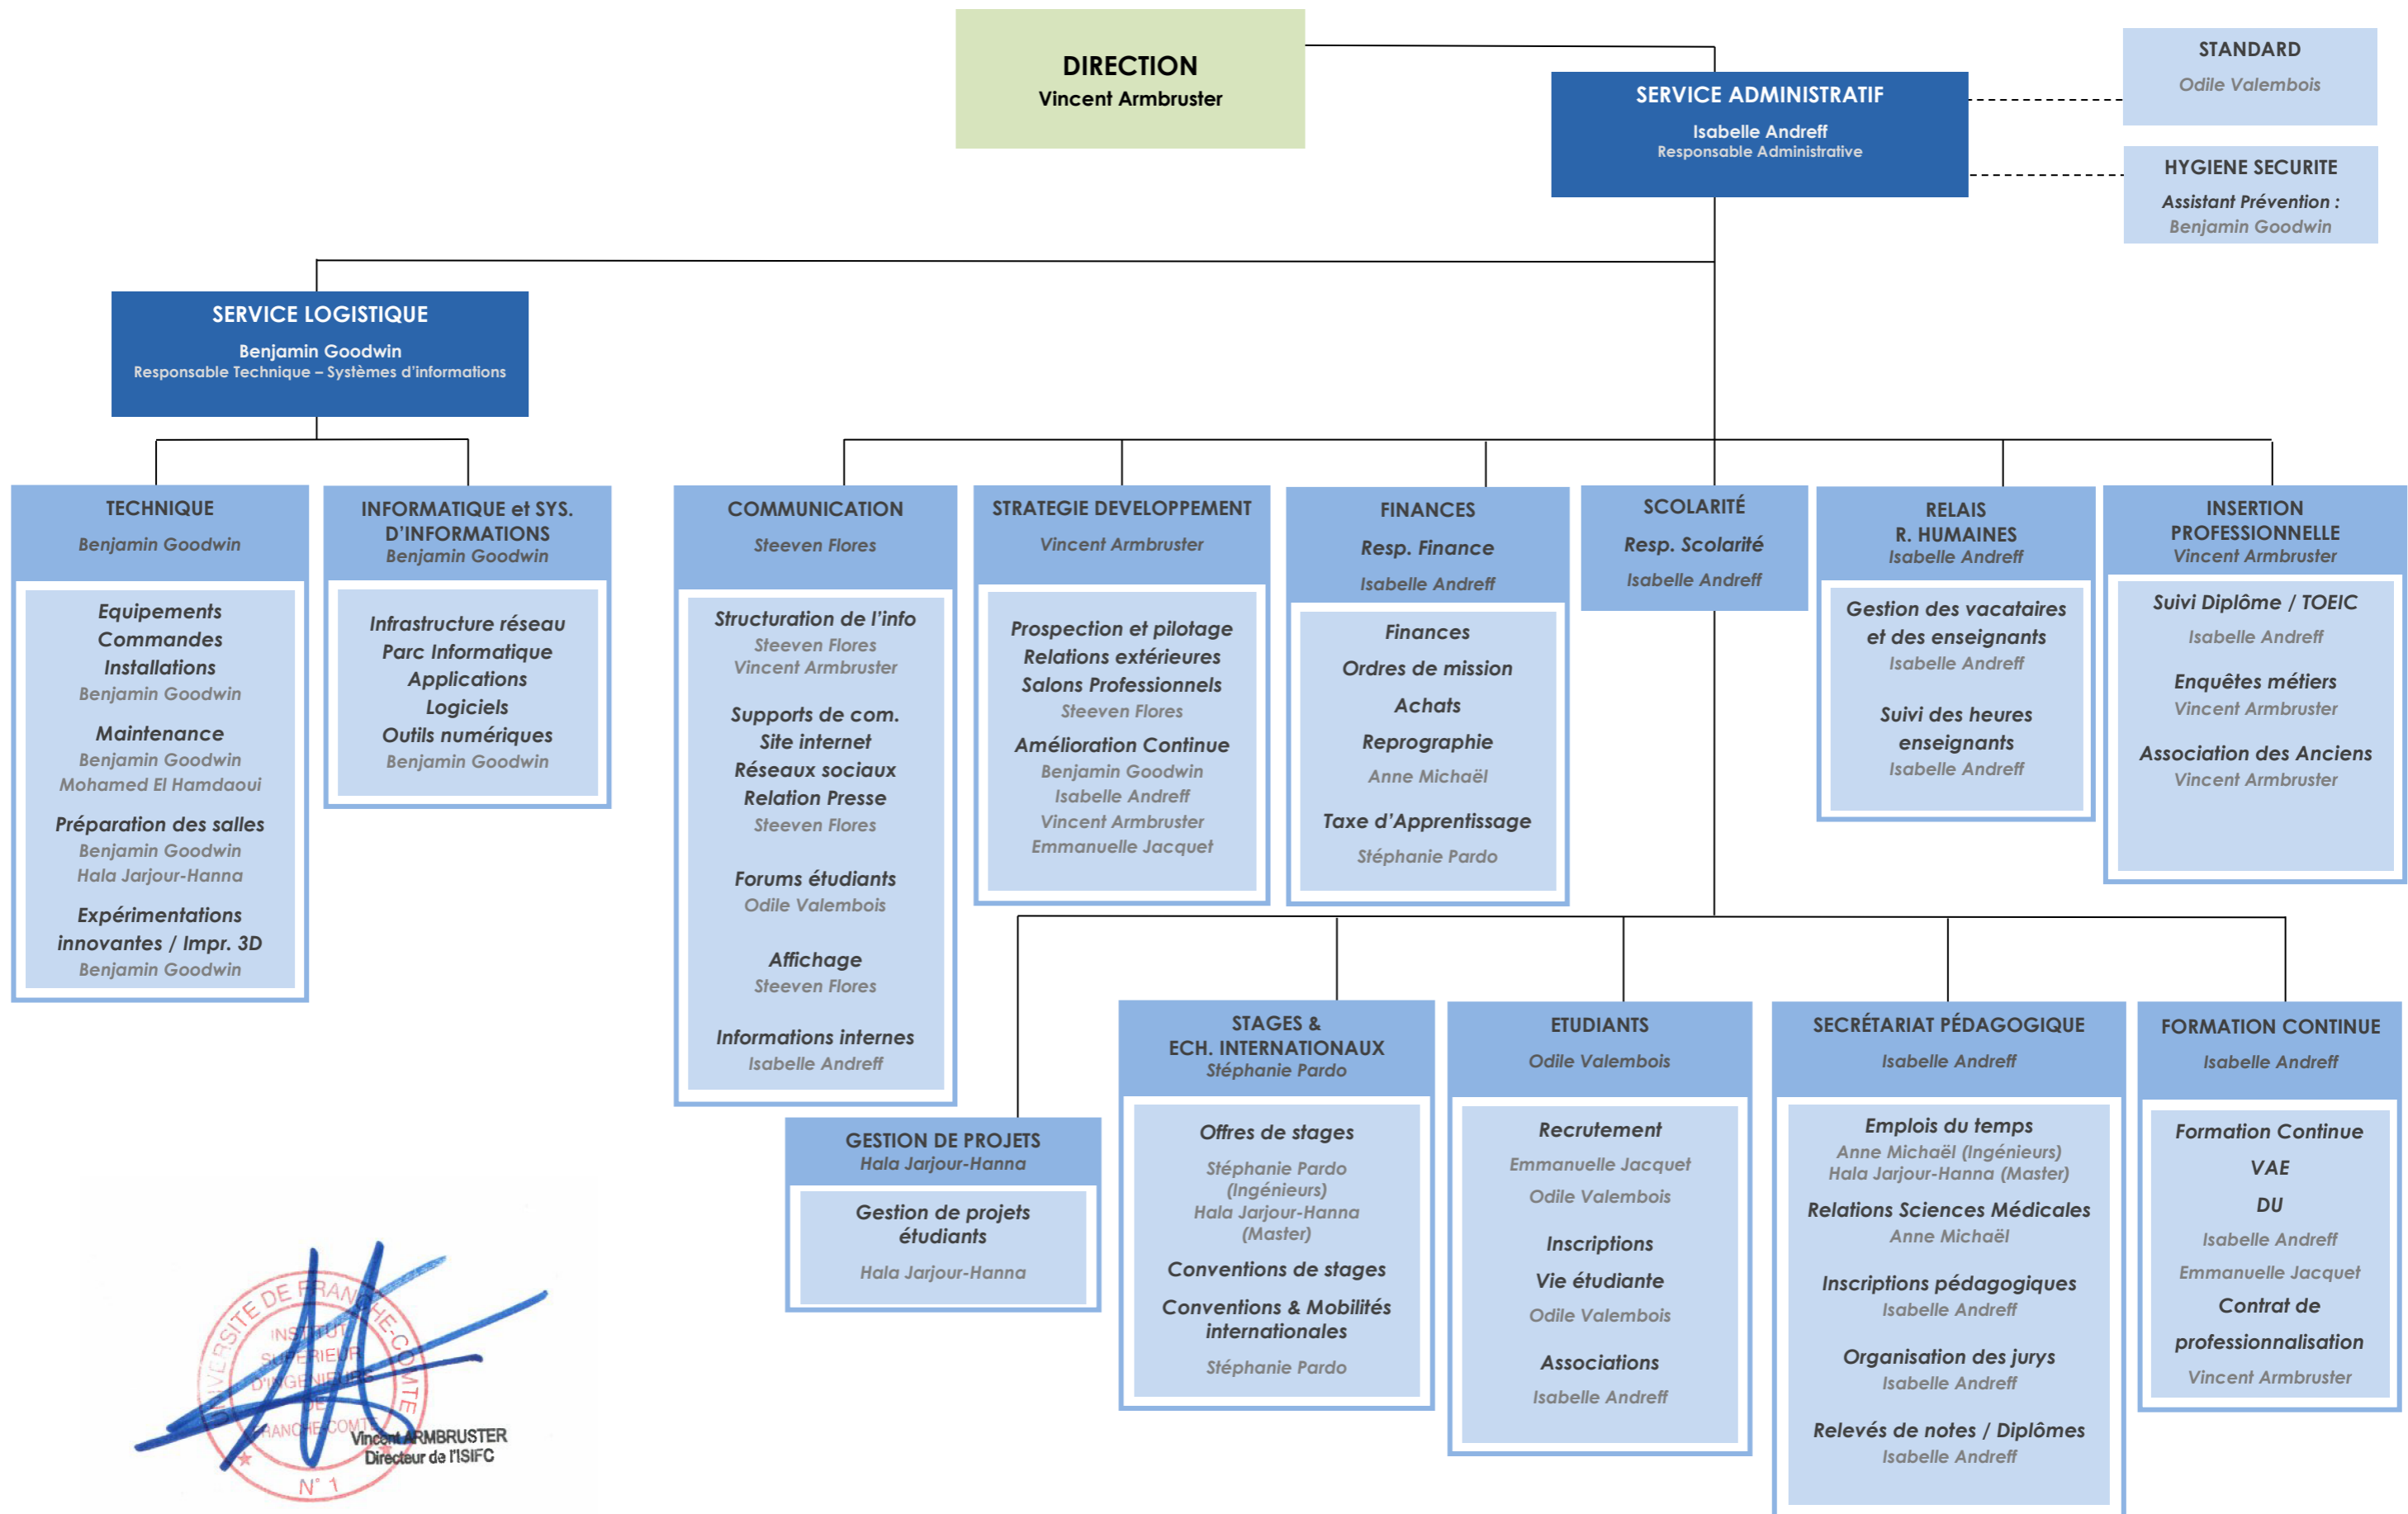 DIRECTION
Vincent Armbruster
SERVICE ADMINISTRATIF
Isabelle Andreff
Responsable Administrative
STANDARD
Odile Valembois
HYGIENE SECURITE
Assistant Prévention :
Benjamin Goodwin
SERVICE LOGISTIQUE
Benjamin Goodwin
Responsable Technique – Systèmes d'informations
TECHNIQUE
Benjamin Goodwin
Equipements
Commandes
Installations
Benjamin Goodwin
Maintenance
Benjamin Goodwin
Mohamed El Hamdaoui
Préparation des salles
Benjamin Goodwin
Hala Jarjour-Hanna
Expérimentations
innovantes / Impr. 3D
Benjamin Goodwin
INFORMATIQUE et SYS.
D'INFORMATIONS
Benjamin Goodwin
Infrastructure réseau
Parc Informatique
Applications
Logiciels
Outils numériques
Benjamin Goodwin
COMMUNICATION
Steeven Flores
Structuration de l'info
Steeven Flores
Vincent Armbruster
Supports de com.
Site internet
Réseaux sociaux
Relation Presse
Steeven Flores
Forums étudiants
Odile Valembois
Affichage
Steeven Flores
Informations internes
Isabelle Andreff
STRATEGIE DEVELOPPEMENT
Vincent Armbruster
Prospection et pilotage
Relations extérieures
Salons Professionnels
Steeven Flores
Amélioration Continue
Benjamin Goodwin
Isabelle Andreff
Vincent Armbruster
Emmanuelle Jacquet
FINANCES
Resp. Finance
Isabelle Andreff
Finances
Ordres de mission
Achats
Reprographie
Anne Michaël
Taxe d'Apprentissage
Stéphanie Pardo
SCOLARITÉ
Resp. Scolarité
Isabelle Andreff
RELAIS
R. HUMAINES
Isabelle Andreff
Gestion des vacataires
et des enseignants
Isabelle Andreff
Suivi des heures
enseignants
Isabelle Andreff
INSERTION
PROFESSIONNELLE
Vincent Armbruster
Suivi Diplôme / TOEIC
Isabelle Andreff
Enquêtes métiers
Vincent Armbruster
Association des Anciens
Vincent Armbruster
GESTION DE PROJETS
Hala Jarjour-Hanna
Gestion de projets
étudiants
Hala Jarjour-Hanna
STAGES &
ECH. INTERNATIONAUX
Stéphanie Pardo
Offres de stages
Stéphanie Pardo
(Ingénieurs)
Hala Jarjour-Hanna
(Master)
Conventions de stages
Conventions & Mobilités
internationales
Stéphanie Pardo
ETUDIANTS
Odile Valembois
Recrutement
Emmanuelle Jacquet
Odile Valembois
Inscriptions
Vie étudiante
Odile Valembois
Associations
Isabelle Andreff
SECRÉTARIAT PÉDAGOGIQUE
Isabelle Andreff
Emplois du temps
Anne Michaël (Ingénieurs)
Hala Jarjour-Hanna (Master)
Relations Sciences Médicales
Anne Michaël
Inscriptions pédagogiques
Isabelle Andreff
Organisation des jurys
Isabelle Andreff
Relevés de notes / Diplômes
Isabelle Andreff
FORMATION CONTINUE
Isabelle Andreff
Formation Continue
VAE
DU
Isabelle Andreff
Emmanuelle Jacquet
Contrat de
professionnalisation
Vincent Armbruster
UNIVERSITE DE FRANCHE-COMTE
INSTITUT
SUPERIEUR
D'INGENIEURS
DE
FRANCHE-COMTE
N° 1
Vincent ARMBRUSTER
Directeur de l'ISIFC